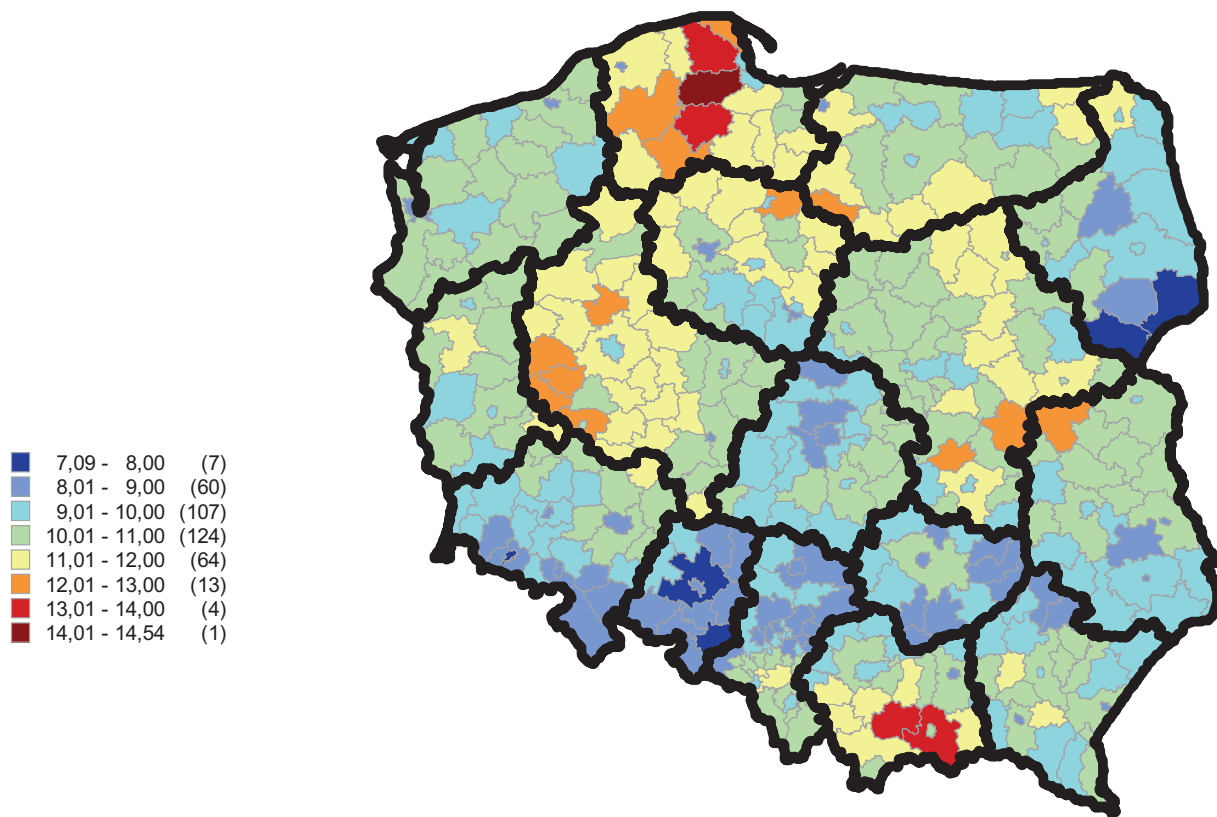 7,09 - 8,00 (7)
8,01 - 9,00 (60)
9,01 - 10,00 (107)
10,01 - 11,00 (124)
11,01 - 12,00 (64)
12,01 - 13,00 (13)
13,01 - 14,00 (4)
14,01 - 14,54 (1)